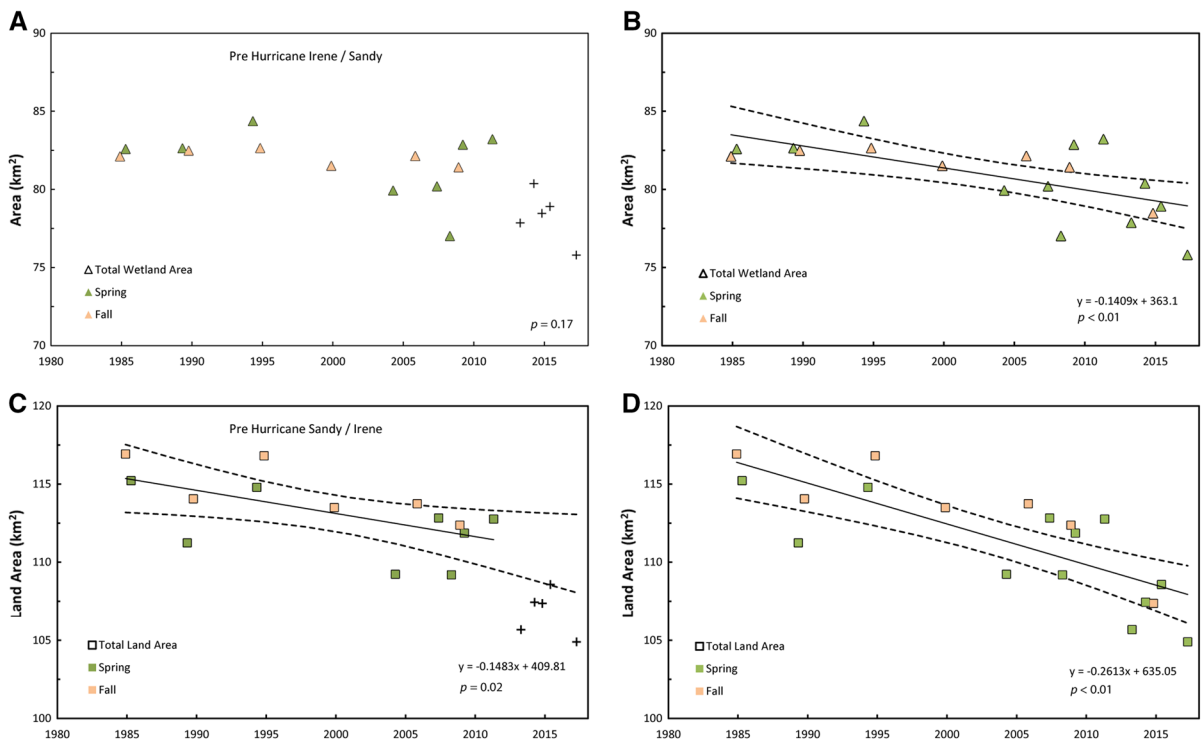 A
Pre Hurricane Irene / Sandy
Area (km²)
90
85
80
75
70
Total Wetland Area
Spring
Fall
p = 0.17
1980 1985 1990 1995 2000 2005 2010 2015
B
Area (km²)
90
85
80
75
70
Total Wetland Area
Spring
Fall
y = -0.1409x + 363.1
p < 0.01
1980 1985 1990 1995 2000 2005 2010 2015
C
Pre Hurricane Sandy / Irene
Land Area (km²)
120
115
110
105
100
Total Land Area
Spring
Fall
y = -0.1483x + 409.81
p = 0.02
1980 1985 1990 1995 2000 2005 2010 2015
D
Land Area (km²)
120
115
110
105
100
Total Land Area
Spring
Fall
y = -0.2613x + 635.05
p < 0.01
1980 1985 1990 1995 2000 2005 2010 2015